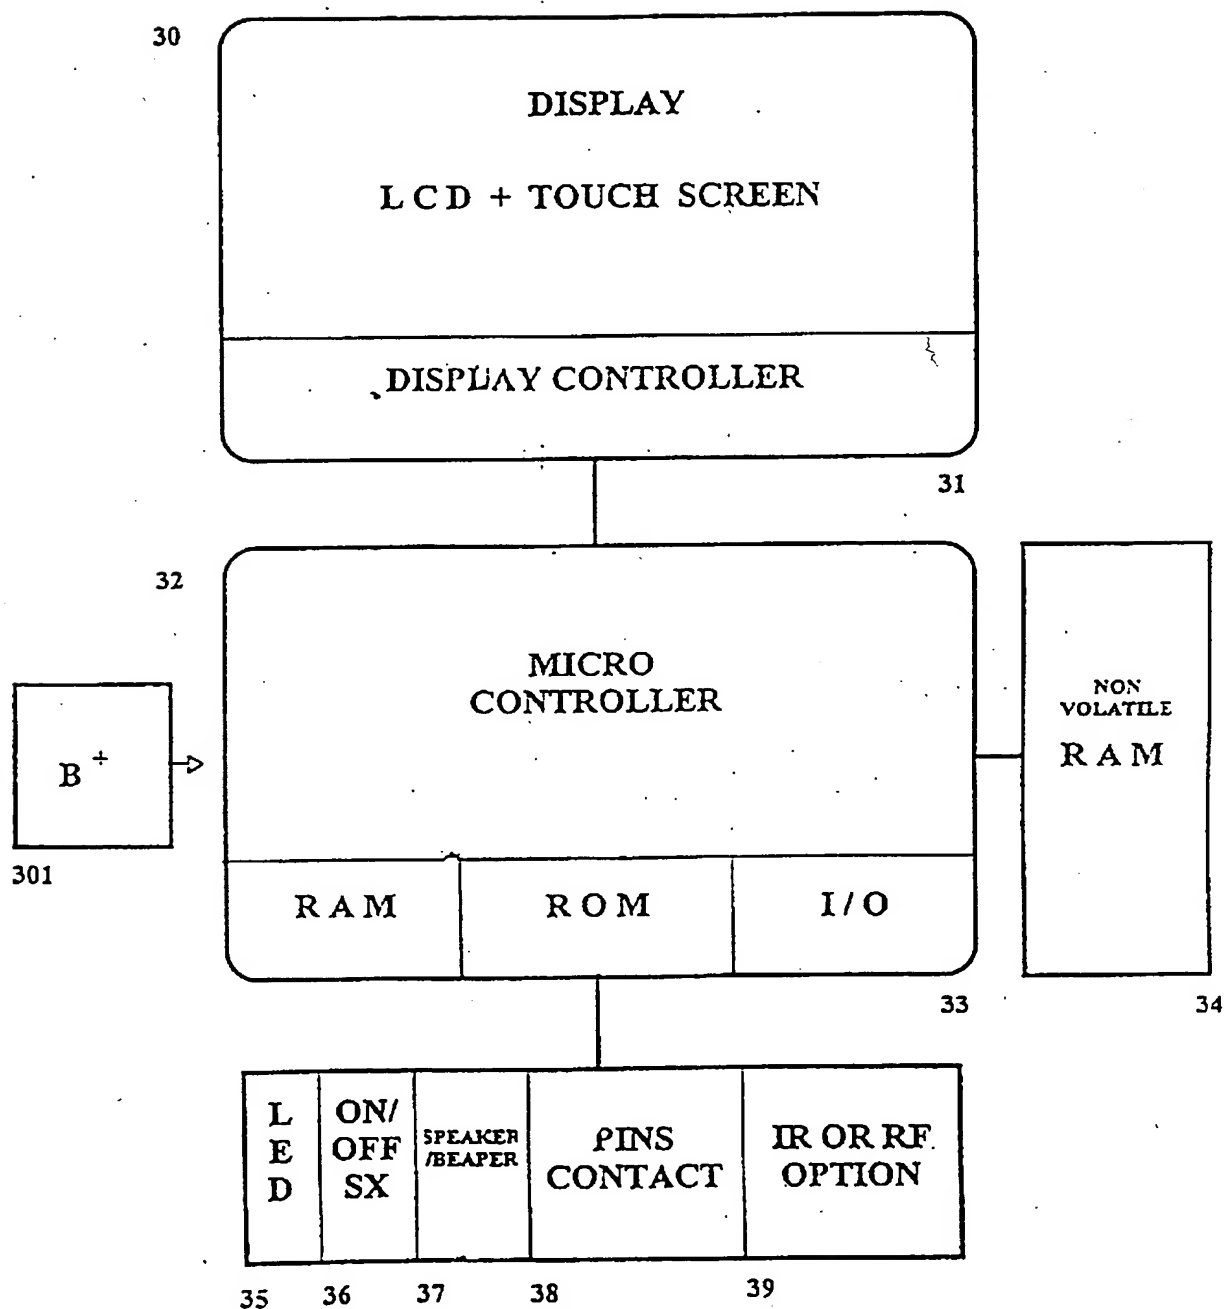 30
DISPLAY
LCD + TOUCH SCREEN
DISPLAY CONTROLLER
31
32
MICRO
CONTROLLER
NON
VOLATILE
RAM
B+
301
RAM
ROM
I/O
33
34
LED
ON/
OFF
SX
SPEAKER
/BEAPER
PINS
CONTACT
IR OR RF
OPTION
35
36
37
38
39